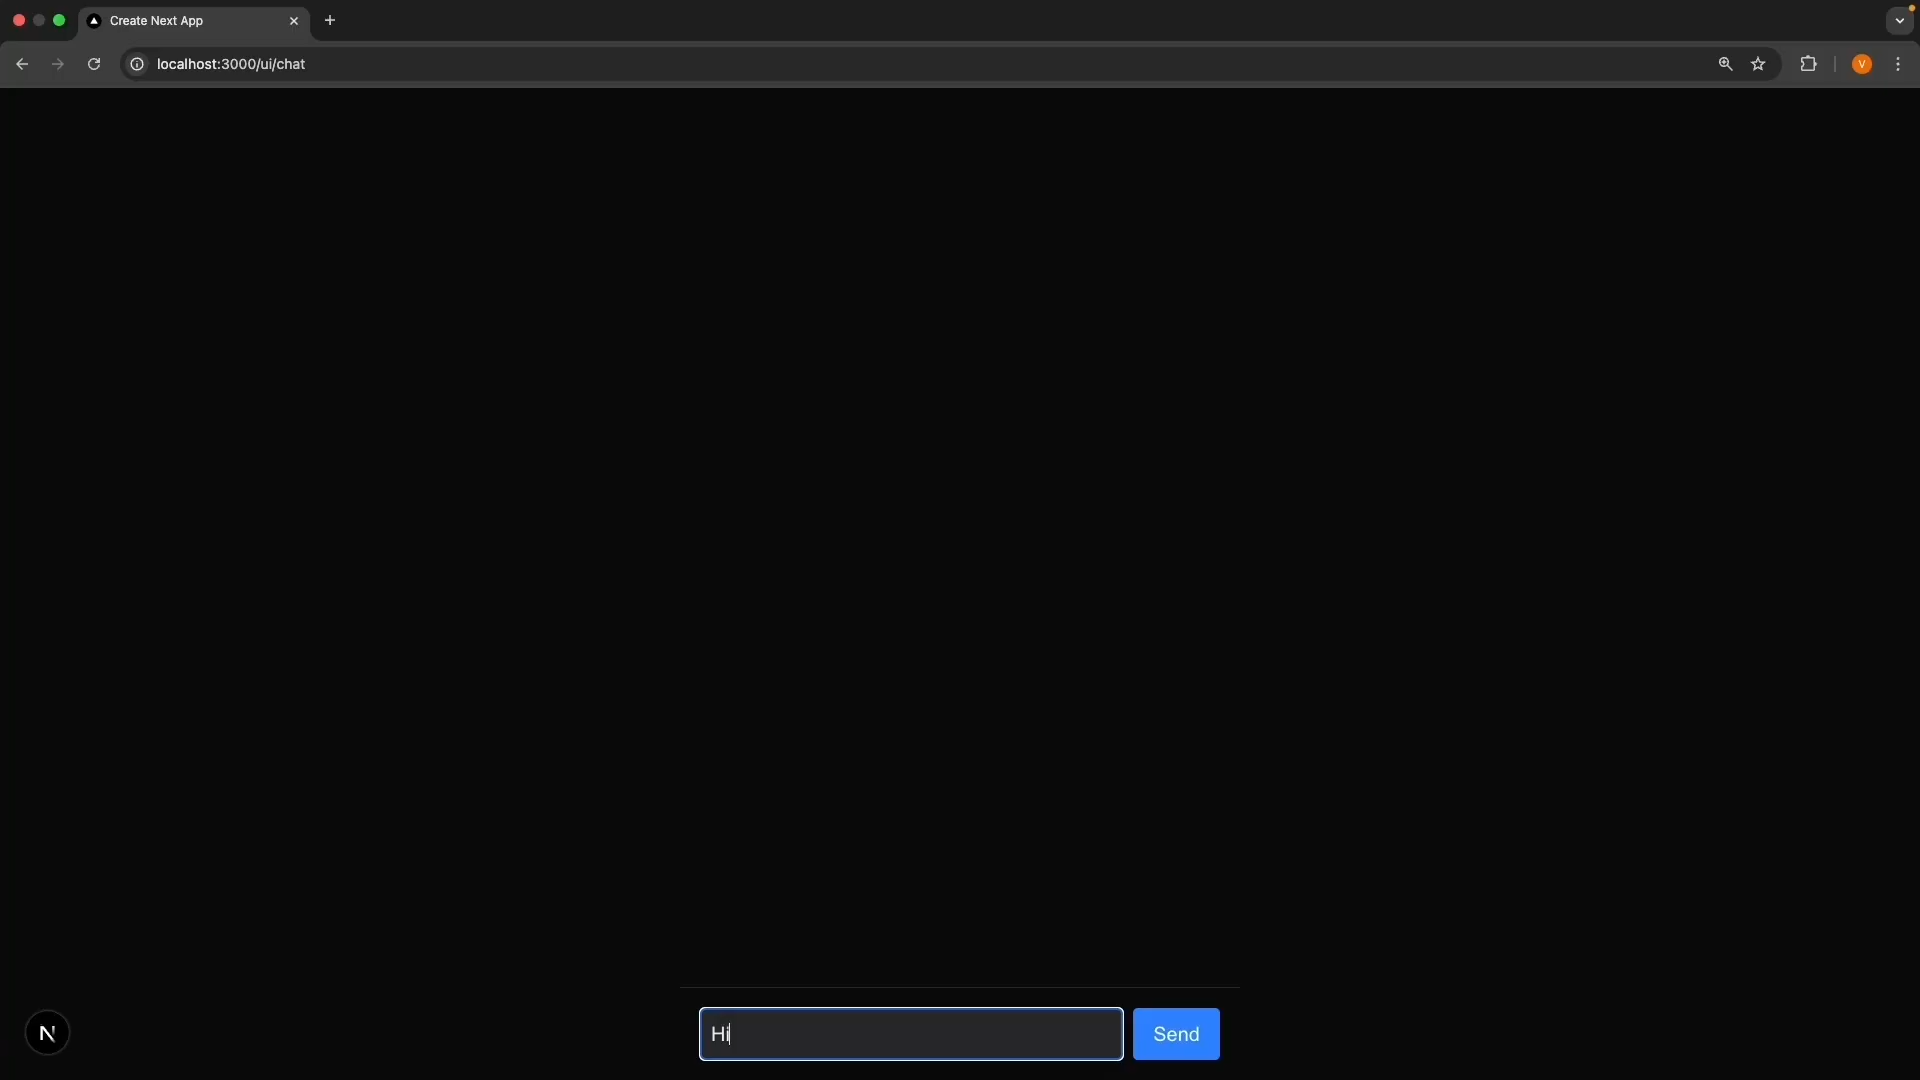 Create Next App
localhost:3000/ui/chat
V
N
Hi
Send